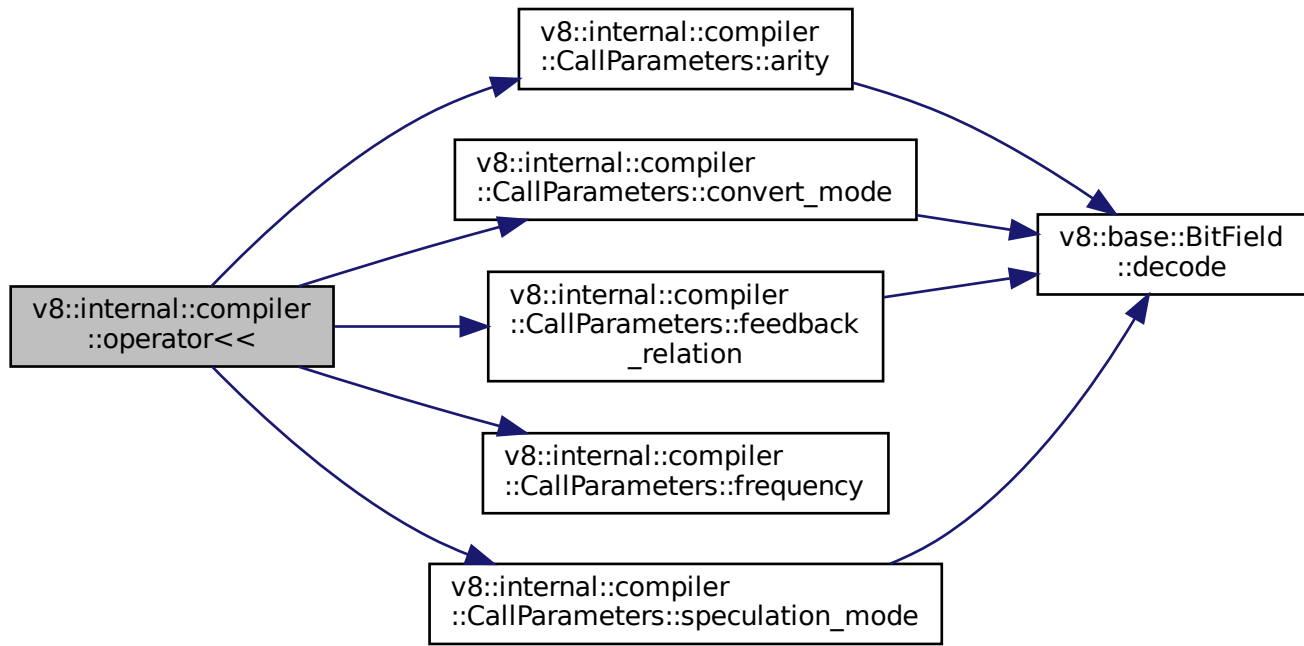 v8::internal::compiler
::CallParameters::arity
v8::internal::compiler
::CallParameters::convert_mode
v8::base::BitField
::decode
v8::internal::compiler
::operator<<
v8::internal::compiler
::CallParameters::feedback
_relation
v8::internal::compiler
::CallParameters::frequency
v8::internal::compiler
::CallParameters::speculation_mode